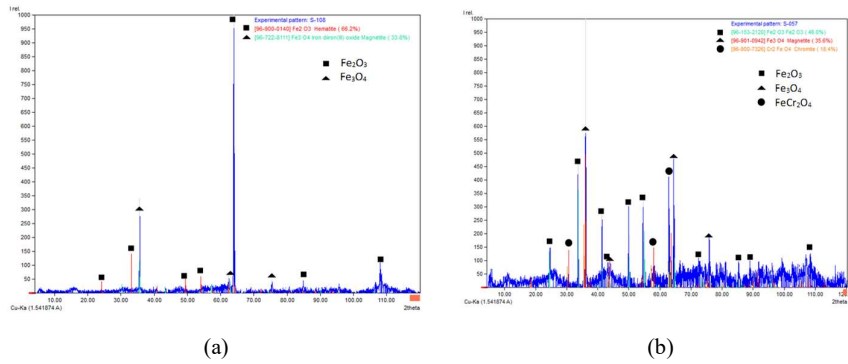 I rel.
Experimental pattern: S-108
[96-900-0140] Fe2 O3 Hematite ( 66.2%)
[96-722-8111] Fe3 O4 iron diiron(III) oxide Magnetite ( 33.8%)
Fe₂O₃
Fe₃O₄
1000
950
900
850
800
750
700
650
600
550
500
450
400
350
300
250
200
150
100
50
0
10.00 20.00 30.00 40.00 50.00 60.00 70.00 80.00 90.00 100.00 110.00
Cu-Ka (1.541874 A)
2theta
(a)
I rel.
Experimental pattern: S-057
Fe₂O₃
Fe₃O₄
FeCr₂O₄
1000
950
900
850
800
750
700
650
600
550
500
450
400
350
300
250
200
150
100
50
0
10.00 20.00 30.00 40.00 50.00 60.00 70.00 80.00 90.00 100.00 110.00
Cu-Ka (1.541874 A)
2theta
(b)